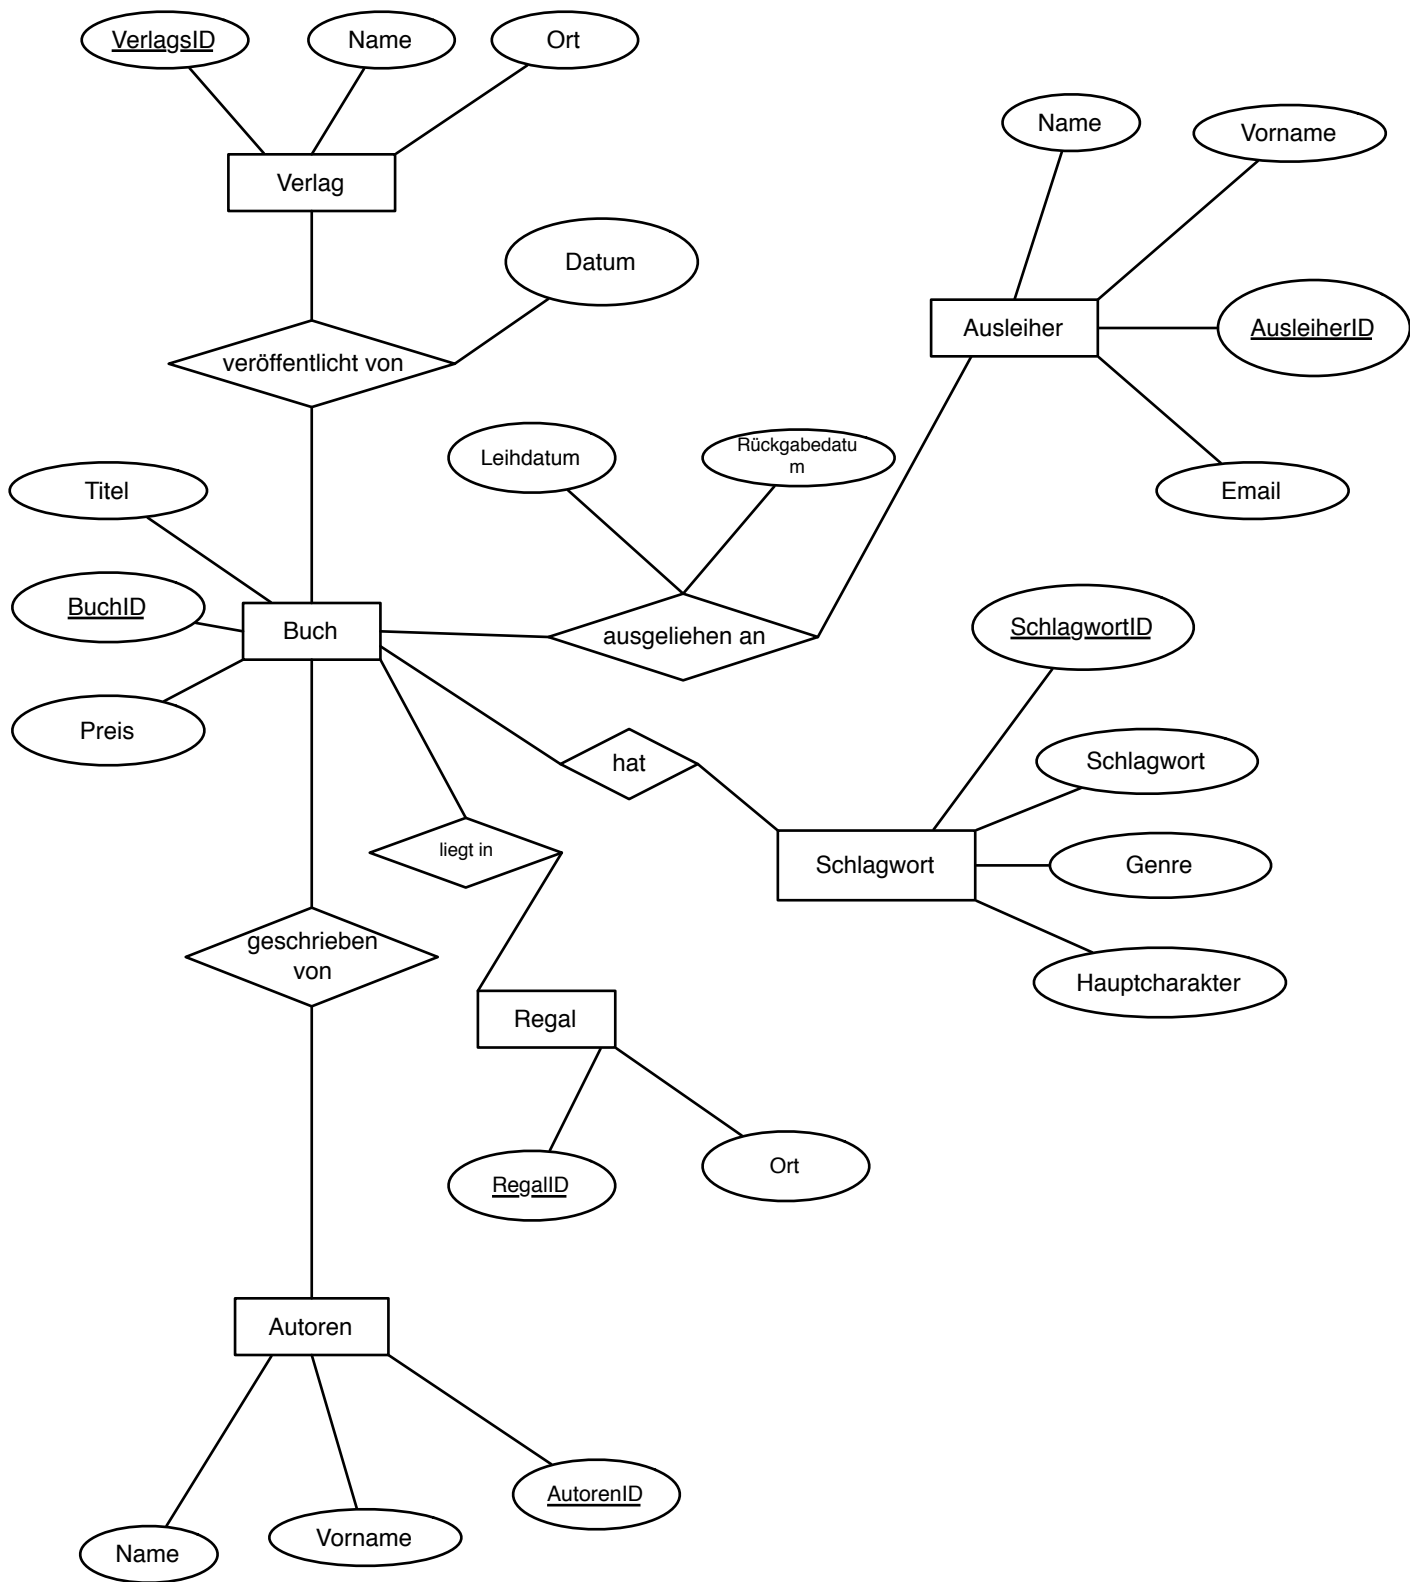 VerlagsID
Name
Ort
Verlag
Name
Vorname
Datum
Ausleiher
AusleiherID
veröffentlicht von
Leihdatum
Rückgabedatu
m
Email
Titel
BuchID
Buch
ausgeliehen an
SchlagwortID
Preis
hat
Schlagwort
liegt in
Schlagwort
Genre
geschrieben
von
Hauptcharakter
Regal
RegalID
Ort
Autoren
AutorenID
Name
Vorname